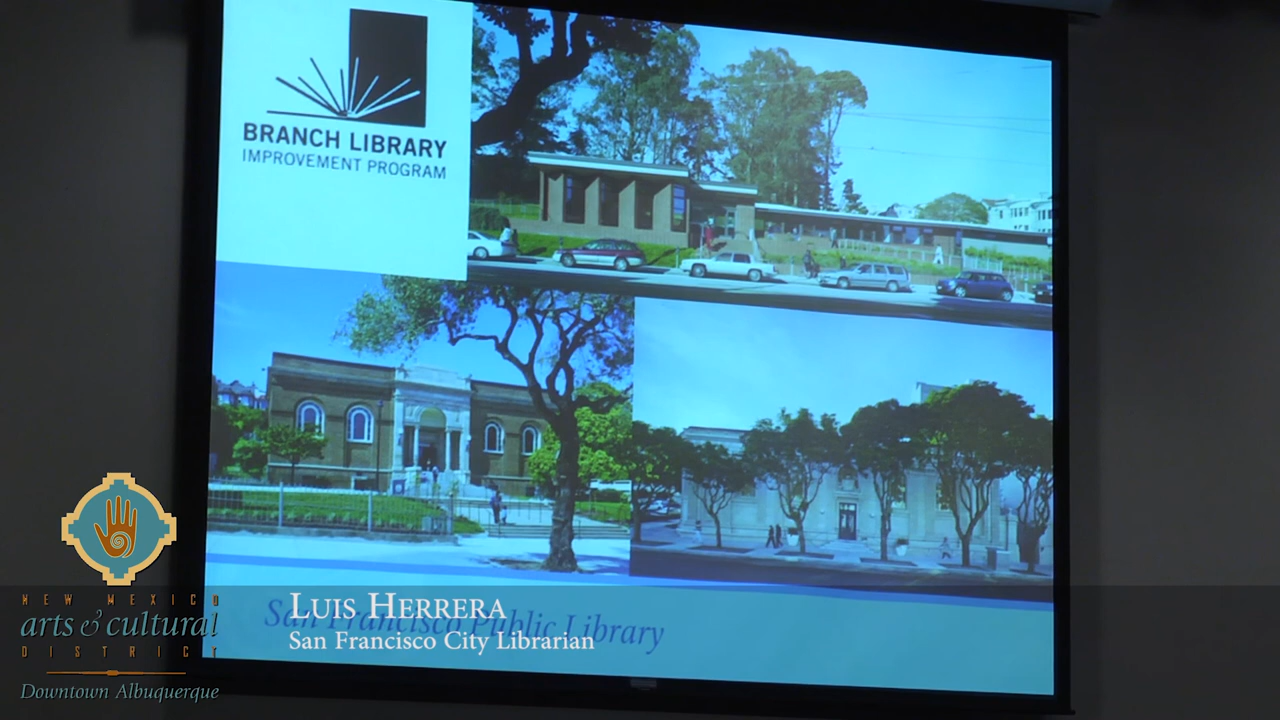 BRANCH LIBRARY
IMPROVEMENT PROGRAM
San Francisco Public Library
LUIS HERRERA
San Francisco City Librarian
NEW MEXICO
arts & cultural
DISTRICT
Downtown Albuquerque